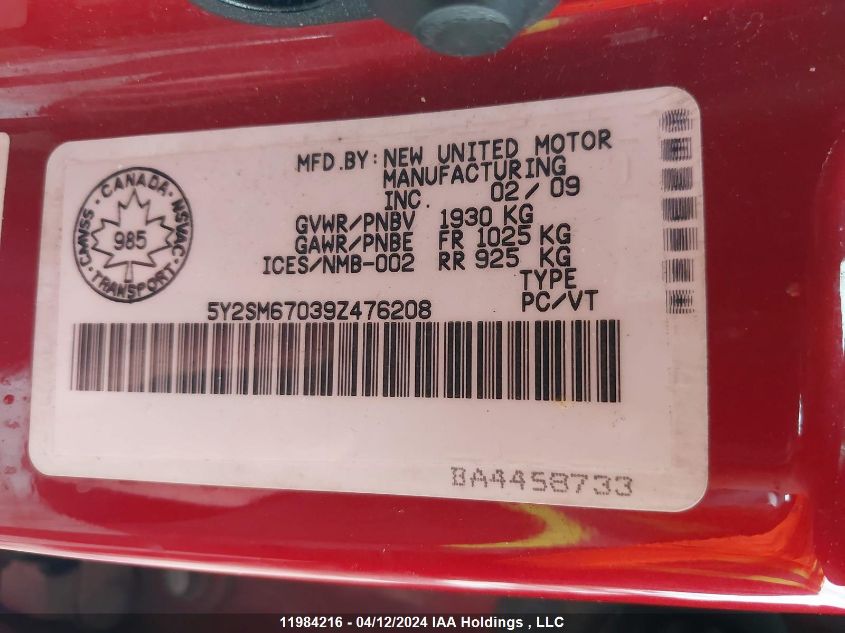 MFD.BY: NEW UNITED MOTOR
MANUFACTURING
INC. 02/09
CANADA
CMVSS NSVAC
985
TRANSPORT
GVWR/PNBV 1930 KG
GAWR/PNBE FR 1025 KG
ICES/NMB-002 RR 925 KG
TYPE
PC/VT
5Y2SM67039Z476208
BA4458733
11984216 - 04/12/2024 IAA Holdings , LLC